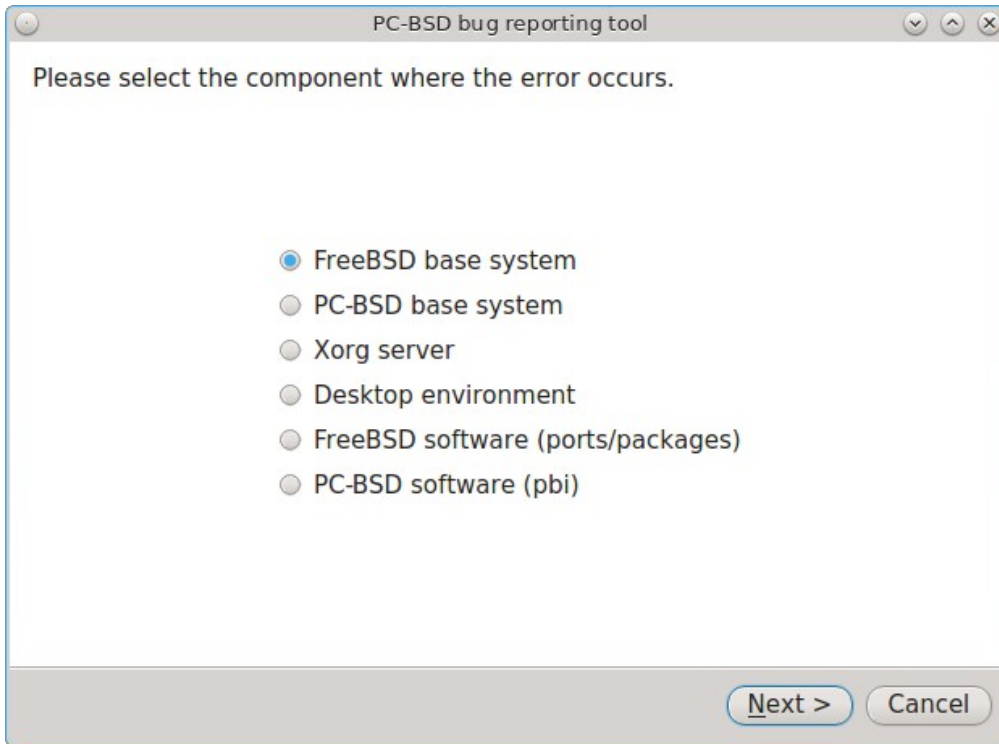 PC-BSD bug reporting tool
Please select the component where the error occurs.
FreeBSD base system
PC-BSD base system
Xorg server
Desktop environment
FreeBSD software (ports/packages)
PC-BSD software (pbi)
Next >
Cancel